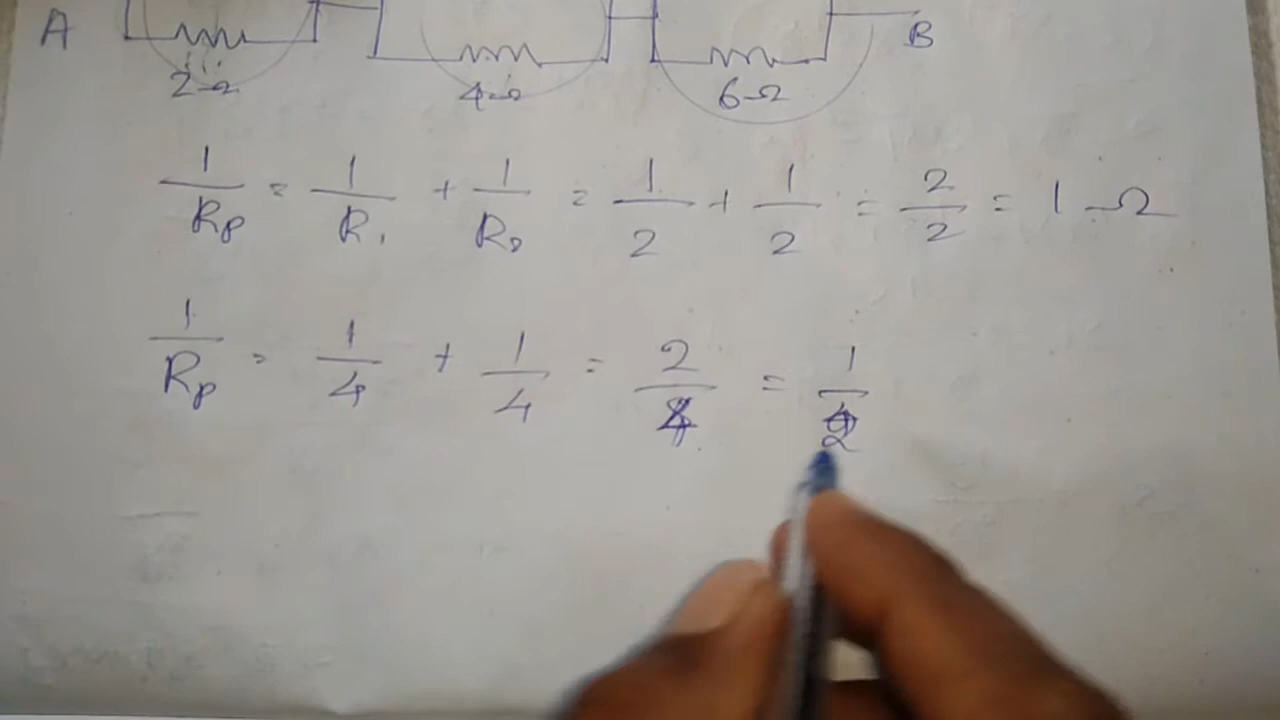 A B
2Ω 4Ω 6Ω
1/Rp = 1/R1 + 1/R2 = 1/2 + 1/2 = 2/2 = 1 Ω
1/Rp = 1/4 + 1/4 = 2/4 = 1/2